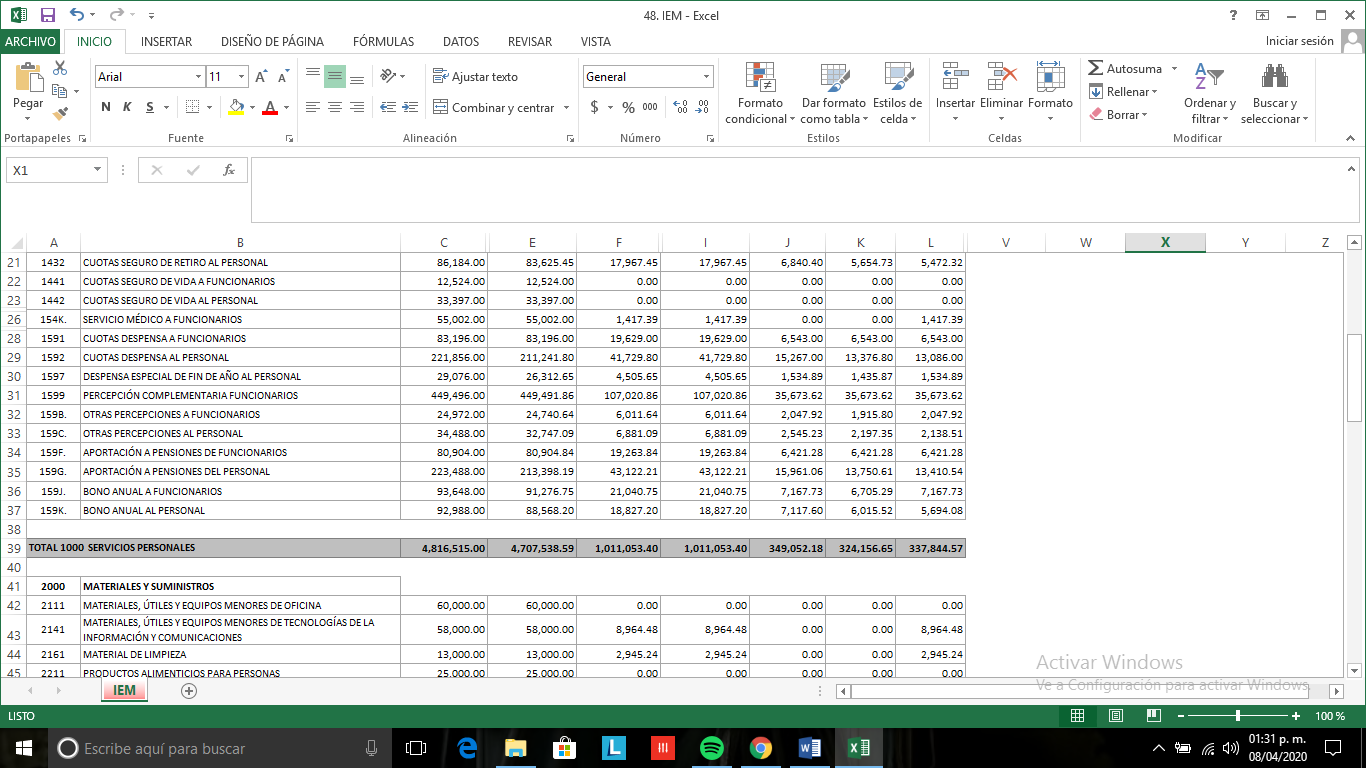 48. IEM - Excel
?
ARCHIVO INICIO INSERTAR DISEÑO DE PÁGINA FÓRMULAS DATOS REVISAR VISTA Iniciar sesión
Pegar
Arial 11
N K S
Ajustar texto
Combinar y centrar
General
$ % 000
Formato condicional
Dar formato como tabla
Estilos de celda
Insertar Eliminar Formato
Autosuma
Rellenar
Borrar
Ordenar y filtrar
Buscar y seleccionar
Portapapeles Fuente Alineación Número Estilos Celdas Modificar
X1 fx
A B C E F I J K L V W X Y Z
21 1432 CUOTAS SEGURO DE RETIRO AL PERSONAL 86,184.00 83,625.45 17,967.45 17,967.45 6,840.40 5,654.73 5,472.32
22 1441 CUOTAS SEGURO DE VIDA A FUNCIONARIOS 12,524.00 12,524.00 0.00 0.00 0.00 0.00 0.00
23 1442 CUOTAS SEGURO DE VIDA AL PERSONAL 33,397.00 33,397.00 0.00 0.00 0.00 0.00 0.00
26 154K. SERVICIO MÉDICO A FUNCIONARIOS 55,002.00 55,002.00 1,417.39 1,417.39 0.00 0.00 1,417.39
28 1591 CUOTAS DESPENSA A FUNCIONARIOS 83,196.00 83,196.00 19,629.00 19,629.00 6,543.00 6,543.00 6,543.00
29 1592 CUOTAS DESPENSA AL PERSONAL 221,856.00 211,241.80 41,729.80 41,729.80 15,267.00 13,376.80 13,086.00
30 1597 DESPENSA ESPECIAL DE FIN DE AÑO AL PERSONAL 29,076.00 26,312.65 4,505.65 4,505.65 1,534.89 1,435.87 1,534.89
31 1599 PERCEPCIÓN COMPLEMENTARIA FUNCIONARIOS 449,496.00 449,491.86 107,020.86 107,020.86 35,673.62 35,673.62 35,673.62
32 159B. OTRAS PERCEPCIONES A FUNCIONARIOS 24,972.00 24,740.64 6,011.64 6,011.64 2,047.92 1,915.80 2,047.92
33 159C. OTRAS PERCEPCIONES AL PERSONAL 34,488.00 32,747.09 6,881.09 6,881.09 2,545.23 2,197.35 2,138.51
34 159F. APORTACIÓN A PENSIONES DE FUNCIONARIOS 80,904.00 80,904.84 19,263.84 19,263.84 6,421.28 6,421.28 6,421.28
35 159G. APORTACIÓN A PENSIONES DEL PERSONAL 223,488.00 213,398.19 43,122.21 43,122.21 15,961.06 13,750.61 13,410.54
36 159J. BONO ANUAL A FUNCIONARIOS 93,648.00 91,276.75 21,040.75 21,040.75 7,167.73 6,705.29 7,167.73
37 159K. BONO ANUAL AL PERSONAL 92,988.00 88,568.20 18,827.20 18,827.20 7,117.60 6,015.52 5,694.08
38
39 TOTAL 1000 SERVICIOS PERSONALES 4,816,515.00 4,707,538.59 1,011,053.40 1,011,053.40 349,052.18 324,156.65 337,844.57
40
41 2000 MATERIALES Y SUMINISTROS
42 2111 MATERIALES, ÚTILES Y EQUIPOS MENORES DE OFICINA 60,000.00 60,000.00 0.00 0.00 0.00 0.00 0.00
43 2141 MATERIALES, ÚTILES Y EQUIPOS MENORES DE TECNOLOGÍAS DE LA
INFORMACIÓN Y COMUNICACIONES 58,000.00 58,000.00 8,964.48 8,964.48 0.00 0.00 8,964.48
44 2161 MATERIAL DE LIMPIEZA 13,000.00 13,000.00 2,945.24 2,945.24 0.00 0.00 2,945.24
45 2211 PRODUCTOS ALIMENTICIOS PARA PERSONAS 25,000.00 25,000.00 0.00 0.00 0.00 0.00 0.00
Activar Windows
Ve a Configuración para activar Windows.
IEM
LISTO 100 %
Escribe aquí para buscar
01:31 p. m.
08/04/2020